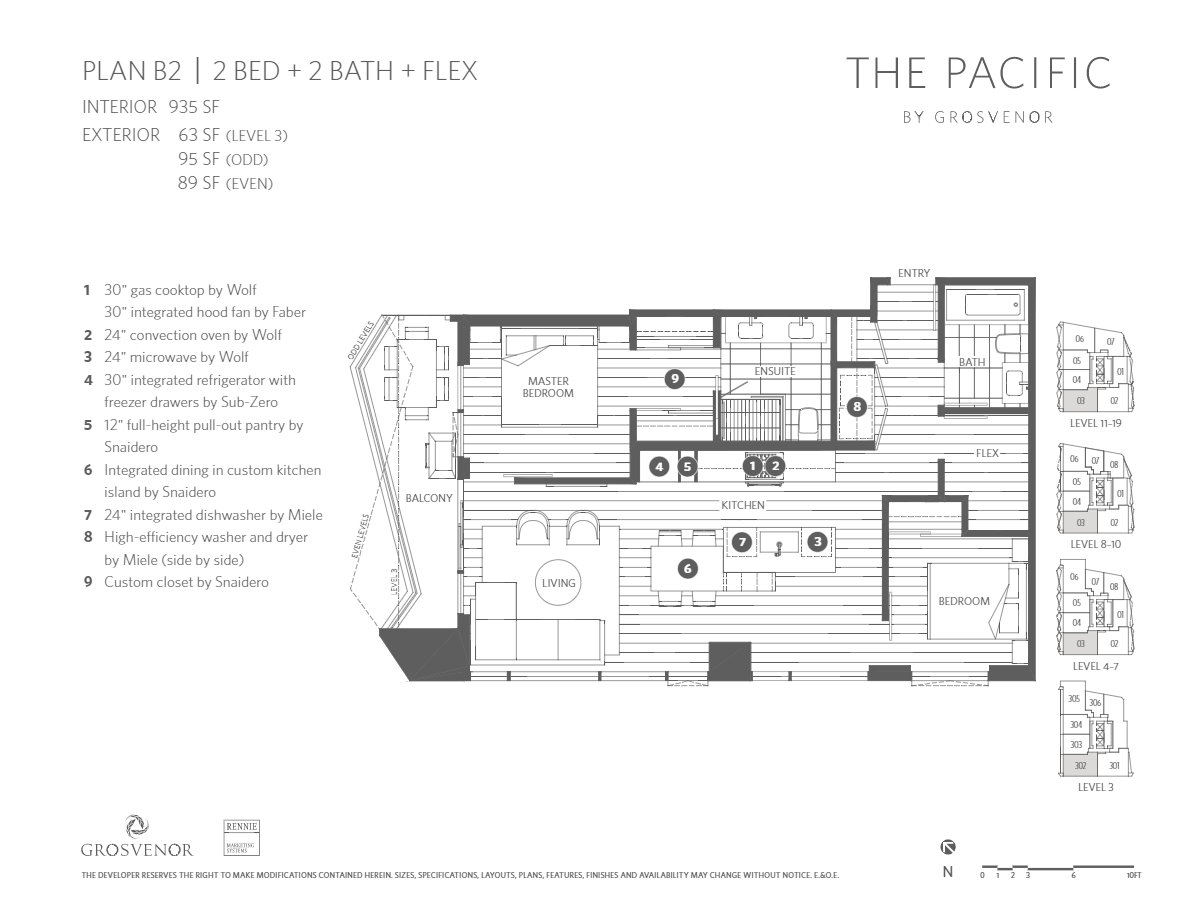 PLAN B2 | 2 BED + 2 BATH + FLEX
INTERIOR 935 SF
EXTERIOR 63 SF (LEVEL 3)
95 SF (ODD)
89 SF (EVEN)
THE PACIFIC
BY GROSVENOR
1 30" gas cooktop by Wolf
30" integrated hood fan by Faber
2 24" convection oven by Wolf
3 24" microwave by Wolf
4 30" integrated refrigerator with
freezer drawers by Sub-Zero
5 12" full-height pull-out pantry by
Snaidero
6 Integrated dining in custom kitchen
island by Snaidero
7 24" integrated dishwasher by Miele
8 High-efficiency washer and dryer
by Miele (side by side)
9 Custom closet by Snaidero
ENTRY
ODD LEVELS
BATH
ENSUITE
MASTER
BEDROOM
9
8
FLEX
4 5 1 2
BALCONY
KITCHEN
EVEN LEVELS
7 3
6
LIVING
LEVEL 3
BEDROOM
06 07
05 01
04
03 02
LEVEL 11-19
06 07 08
05
04 01
03 02
LEVEL 8-10
06 07 08
05
04 01
03 02
LEVEL 4-7
305 306
304
303
302 301
LEVEL 3
GROSVENOR
RENNIE
MARKETING
SYSTEMS
N
0 1 2 3 6 10FT
THE DEVELOPER RESERVES THE RIGHT TO MAKE MODIFICATIONS CONTAINED HEREIN. SIZES, SPECIFICATIONS, LAYOUTS, PLANS, FEATURES, FINISHES AND AVAILABILITY MAY CHANGE WITHOUT NOTICE. E.&O.E.